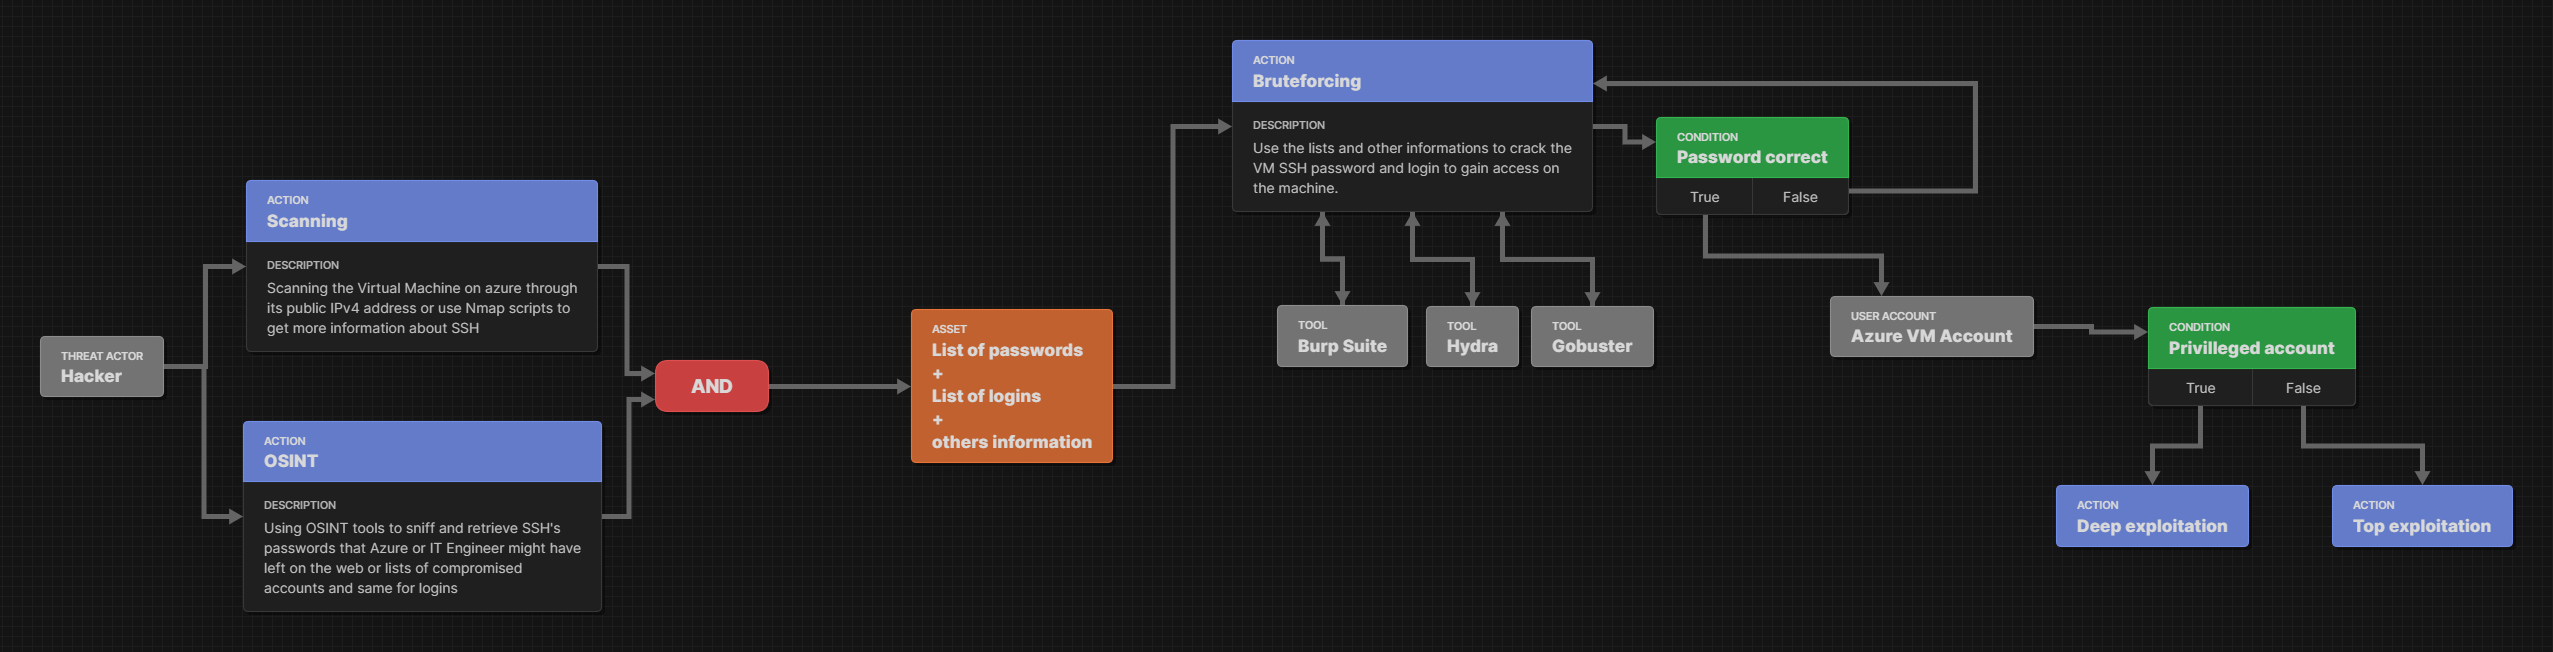 THREAT ACTOR
Hacker
ACTION
Scanning
DESCRIPTION
Scanning the Virtual Machine on azure through
its public IPv4 address or use Nmap scripts to
get more information about SSH
ACTION
OSINT
DESCRIPTION
Using OSINT tools to sniff and retrieve SSH's
passwords that Azure or IT Engineer might have
left on the web or lists of compromised
accounts and same for logins
AND
ASSET
List of passwords
+
List of logins
+
others information
ACTION
Bruteforcing
DESCRIPTION
Use the lists and other informations to crack the
VM SSH password and login to gain access on
the machine.
TOOL
Burp Suite
TOOL
Hydra
TOOL
Gobuster
CONDITION
Password correct
True False
USER ACCOUNT
Azure VM Account
CONDITION
Privilleged account
True False
ACTION
Deep exploitation
ACTION
Top exploitation